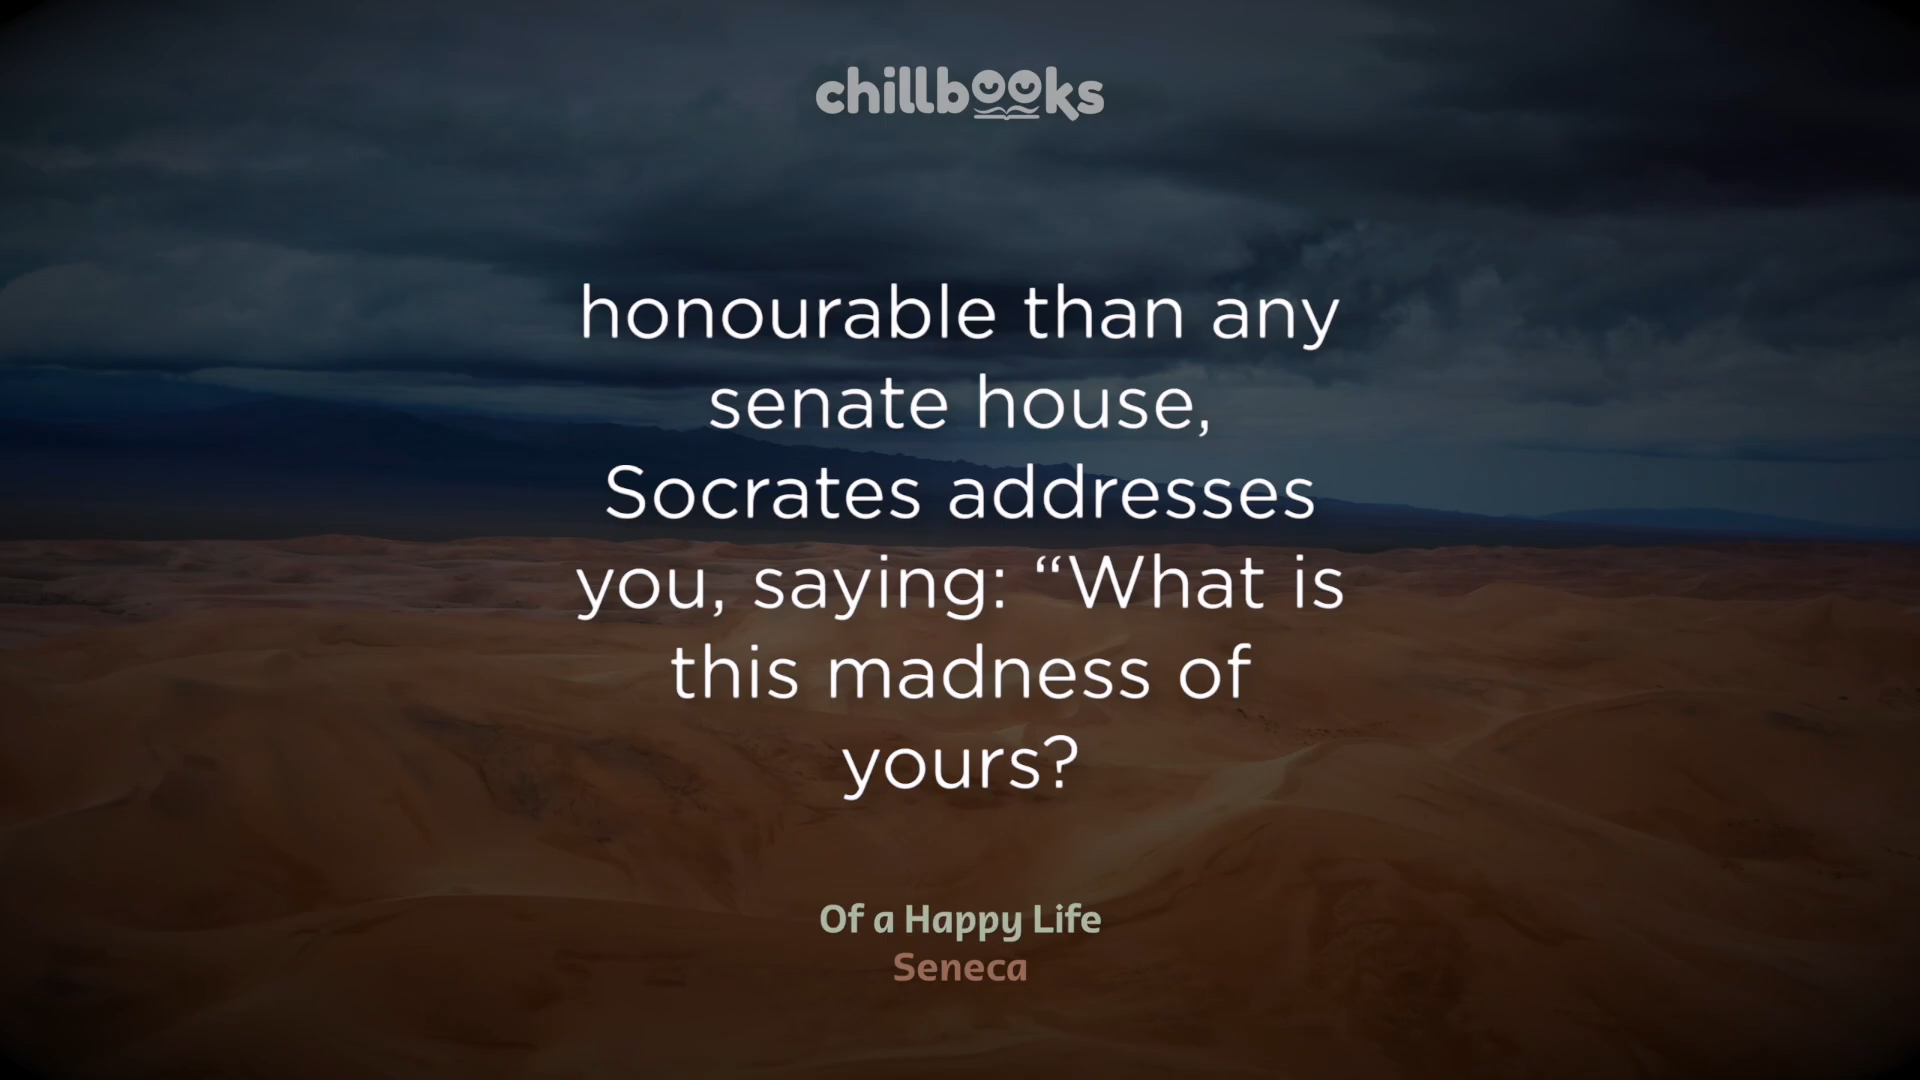 chillbooks
honourable than any
senate house,
Socrates addresses
you, saying: “What is
this madness of
yours?
Of a Happy Life
Seneca